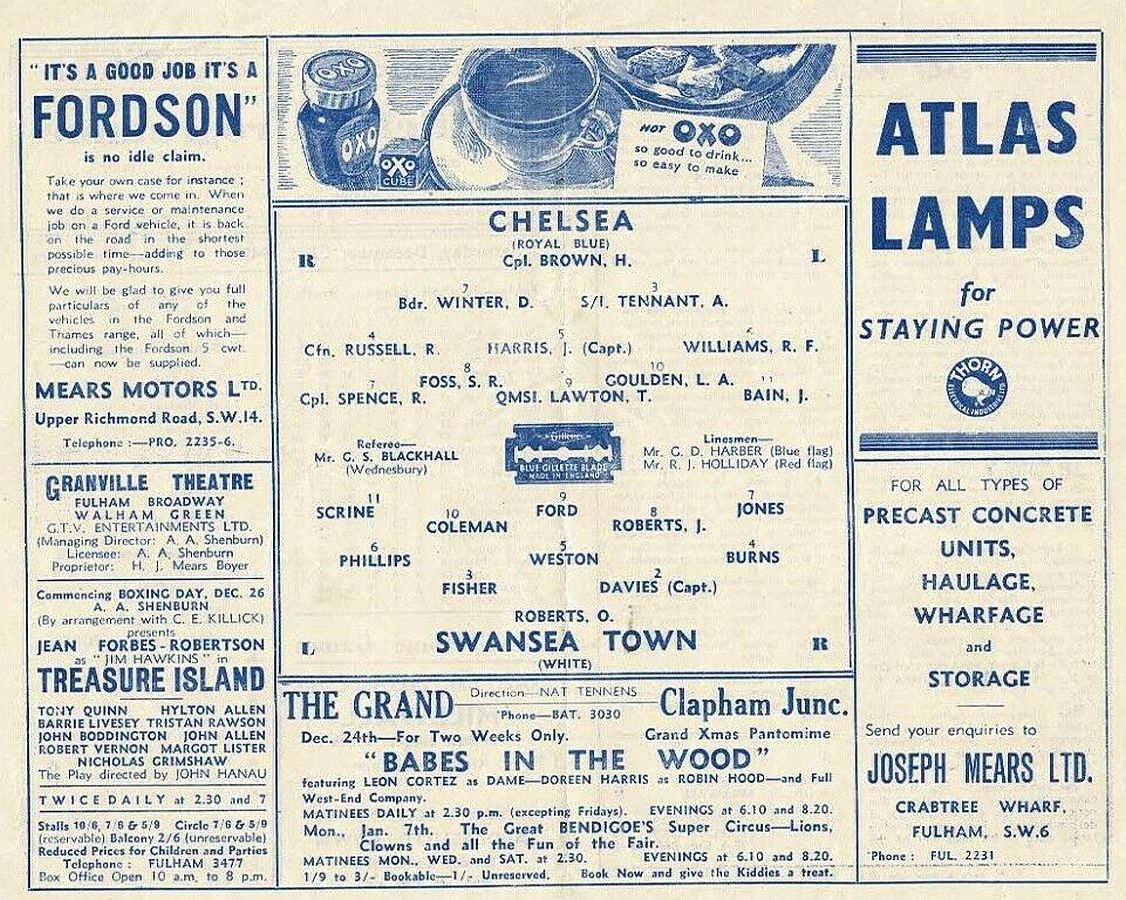 "IT'S A GOOD JOB IT'S A
FORDSON"
is no idle claim.
Take your own case for instance ;
that is where we come in. When
we do a service or maintenance
job on a Ford vehicle, it is back
on the road in the shortest
possible time—adding to those
precious pay-hours.
We will be glad to give you full
particulars of any of the
vehicles in the Fordson and
Thames range, all of which—
including the Fordson 5 cwt.
—can now be supplied.
MEARS MOTORS LTD.
Upper Richmond Road, S.W.14.
Telephone :—PRO. 2235-6.
GRANVILLE THEATRE
FULHAM BROADWAY
WALHAM GREEN
G.T.V. ENTERTAINMENTS LTD.
(Managing Director: A. A. Shenburn)
Licensee: A. A. Shenburn
Proprietor: H. J. Mears Boyer
Commencing BOXING DAY, DEC. 26
A. A. SHENBURN
(By arrangement with C. E. KILLICK)
presents
JEAN FORBES-ROBERTSON
as "JIM HAWKINS" in
TREASURE ISLAND
TONY QUINN HYLTON ALLEN
BARRIE LIVESEY TRISTAN RAWSON
JOHN BODDINGTON JOHN ALLEN
ROBERT VERNON MARGOT LISTER
NICHOLAS GRIMSHAW
The Play directed by JOHN HANAU
TWICE DAILY at 2.30 and 7
Stalls 10/6, 7/6 & 5/9 Circle 7/6 & 5/9
(reservable) Balcony 2/6 (unreservable)
Reduced Prices for Children and Parties
Telephone : FULHAM 3477
Box Office Open 10 a.m. to 8 p.m.
OXO
OXO
OXO
CUBE
HOT OXO
so good to drink...
so easy to make
CHELSEA
(ROYAL BLUE)
R Cpl. BROWN, H. L
2 3
Bdr. WINTER, D. S/I. TENNANT, A.
4 5 6
Cfn. RUSSELL, R. HARRIS, J. (Capt.) WILLIAMS, R. F.
8 10
FOSS, S. R. GOULDEN, L. A.
7 9 11
Cpl. SPENCE, R. QMSI. LAWTON, T. BAIN, J.
Referee—
Mr. G. S. BLACKHALL
(Wednesbury)
Gillette
BLUE GILLETTE BLADE
MADE IN ENGLAND
Linesmen—
Mr. G. D. HARBER (Blue flag)
Mr. R. J. HOLLIDAY (Red flag)
11 9 7
SCRINE FORD JONES
10 8
COLEMAN ROBERTS, J.
6 5 4
PHILLIPS WESTON BURNS
3 2
FISHER DAVIES (Capt.)
ROBERTS, O.
L SWANSEA TOWN R
(WHITE)
THE GRAND Direction—NAT TENNENS Clapham Junc.
'Phone—BAT. 3030
Dec. 24th—For Two Weeks Only. Grand Xmas Pantomime
"BABES IN THE WOOD"
featuring LEON CORTEZ as DAME—DOREEN HARRIS as ROBIN HOOD—and Full
West-End Company.
MATINEES DAILY at 2.30 p.m. (excepting Fridays). EVENINGS at 6.10 and 8.20.
Mon., Jan. 7th. The Great BENDIGOE'S Super Circus—Lions,
Clowns and all the Fun of the Fair.
MATINEES MON., WED. and SAT. at 2.30. EVENINGS at 6.10 and 8.20.
1/9 to 3/- Bookable—1/- Unreserved. Book Now and give the Kiddies a treat.
ATLAS
LAMPS
for
STAYING POWER
THORN
ELECTRICAL INDUSTRIES LTD
FOR ALL TYPES OF
PRECAST CONCRETE
UNITS,
HAULAGE,
WHARFAGE
and
STORAGE
Send your enquiries to
JOSEPH MEARS LTD.
CRABTREE WHARF,
FULHAM, S.W.6
'Phone : FUL. 2231